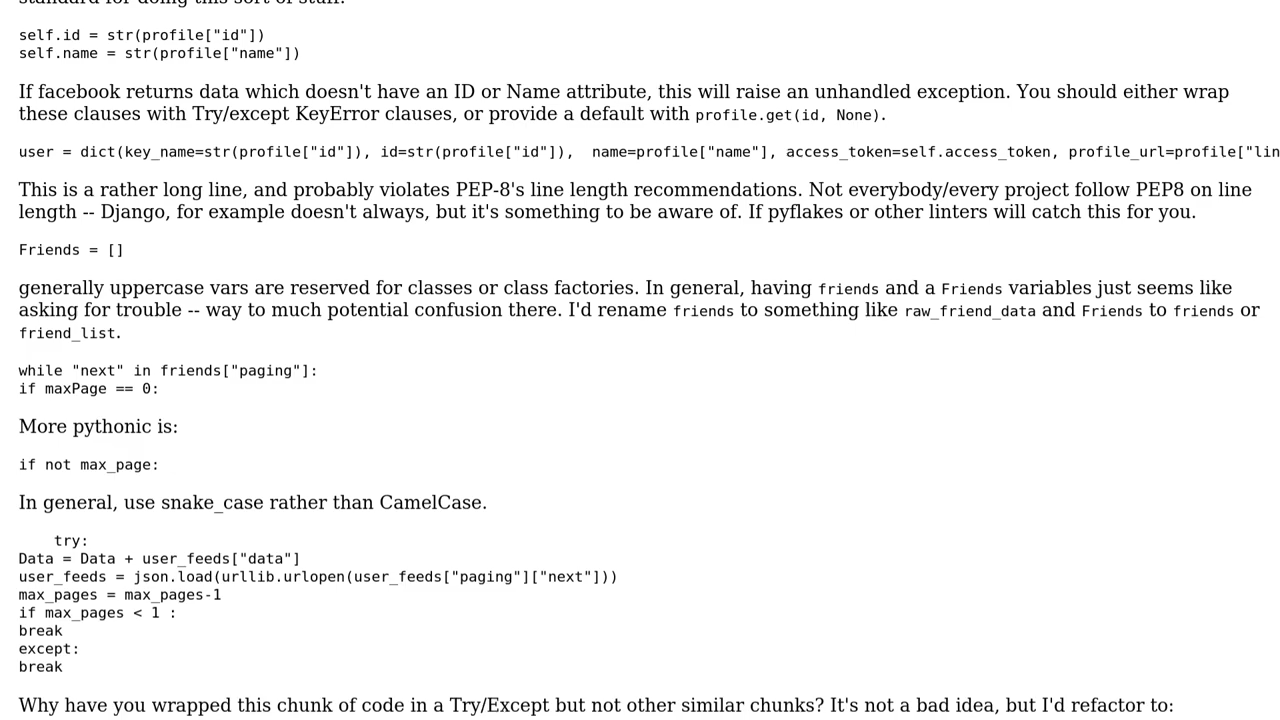 standard for doing this sort of stuff.
self.id = str(profile["id"])
self.name = str(profile["name"])
If facebook returns data which doesn't have an ID or Name attribute, this will raise an unhandled exception. You should either wrap
these clauses with Try/except KeyError clauses, or provide a default with profile.get(id, None).
user = dict(key_name=str(profile["id"]), id=str(profile["id"]),  name=profile["name"], access_token=self.access_token, profile_url=profile["lin
This is a rather long line, and probably violates PEP-8's line length recommendations. Not everybody/every project follow PEP8 on line
length -- Django, for example doesn't always, but it's something to be aware of. If pyflakes or other linters will catch this for you.
Friends = []
generally uppercase vars are reserved for classes or class factories. In general, having friends and a Friends variables just seems like
asking for trouble -- way to much potential confusion there. I'd rename friends to something like raw_friend_data and Friends to friends or
friend_list.
while "next" in friends["paging"]:
if maxPage == 0:
More pythonic is:
if not max_page:
In general, use snake_case rather than CamelCase.
    try:
Data = Data + user_feeds["data"]
user_feeds = json.load(urllib.urlopen(user_feeds["paging"]["next"]))
max_pages = max_pages-1
if max_pages < 1 :
break
except:
break
Why have you wrapped this chunk of code in a Try/Except but not other similar chunks? It's not a bad idea, but I'd refactor to: